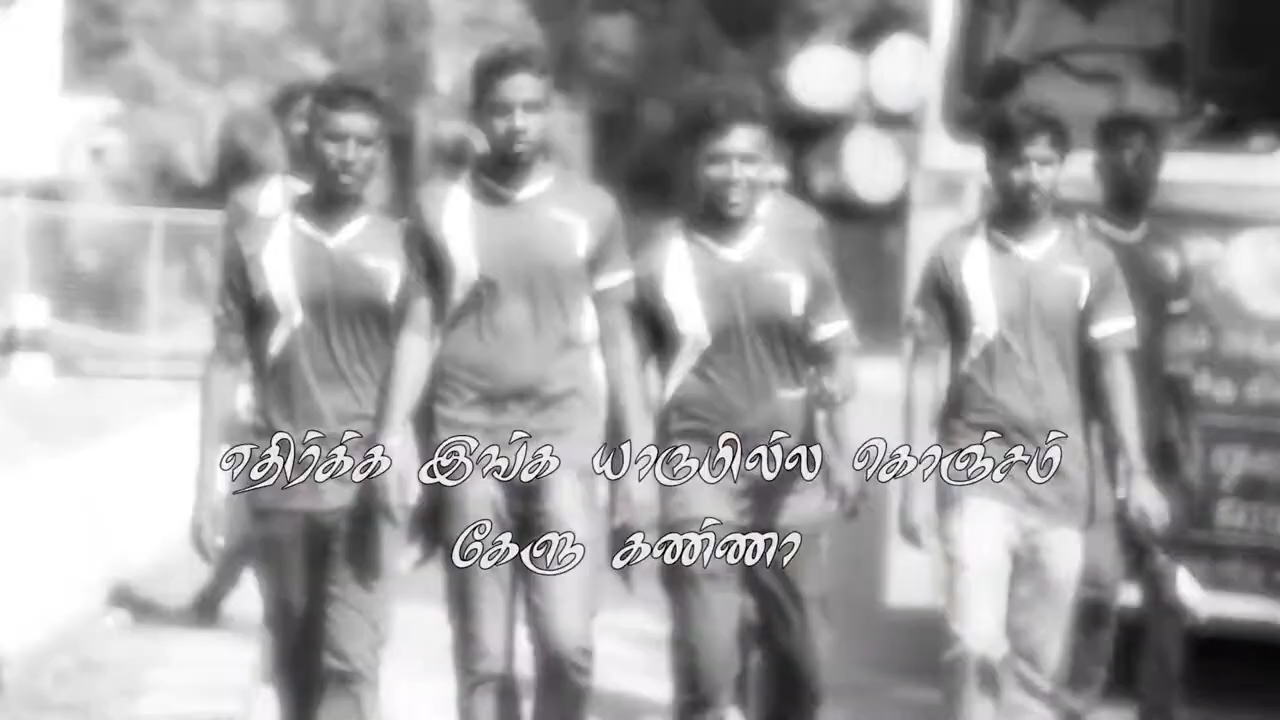 எதிர்க்க இங்க யாருமில்ல கொஞ்சம்
கேளு கண்ணா